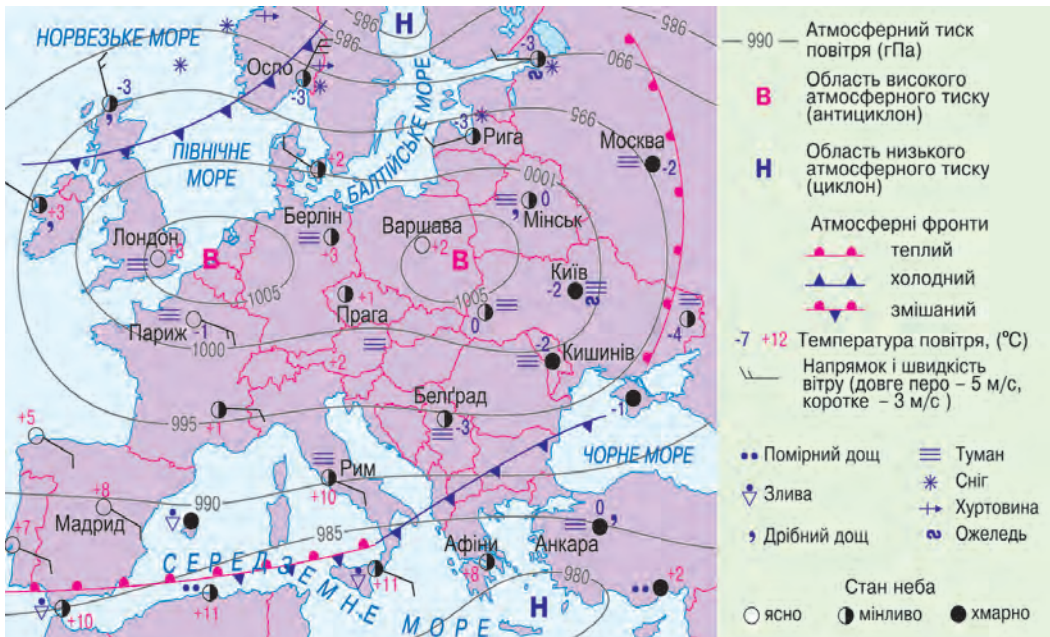 НОРВЕЗЬКЕ МОРЕ
985
Н
985
990
-3
Осло
-3
-3
995
-3
Рига
Москва
-2
ПІВНІЧНЕ
МОРЕ
+2
БАЛТІЙСЬКЕ МОРЕ
1000
0
Мінськ
+3
Лондон
+3
В
1005
Берлін
+3
Варшава
+2
В
1005
Київ
-2
Париж
-1
+1
Прага
0
-4
1000
-2
-2
Кишинів
995
+1
Белґрад
-3
-1
+5
ЧОРНЕ МОРЕ
+8
Мадрид
990
Рим
+10
+7
985
0
Анкара
Афіни
+8
СЕРЕДЗЕМНЕ
МОРЕ
+11
+10
+11
980
Н
+2
990
Атмосферний тиск
повітря (гПа)
В
Область високого
атмосферного тиску
(антициклон)
Н
Область низького
атмосферного тиску
(циклон)
Атмосферні фронти
теплий
холодний
змішаний
-7 +12 Температура повітря, (°С)
Напрямок і швидкість
вітру (довге перо – 5 м/с,
коротке – 3 м/с )
Помірний дощ
Туман
Злива
Сніг
Хуртовина
Дрібний дощ
Ожеледь
Стан неба
ясно
мінливо
хмарно